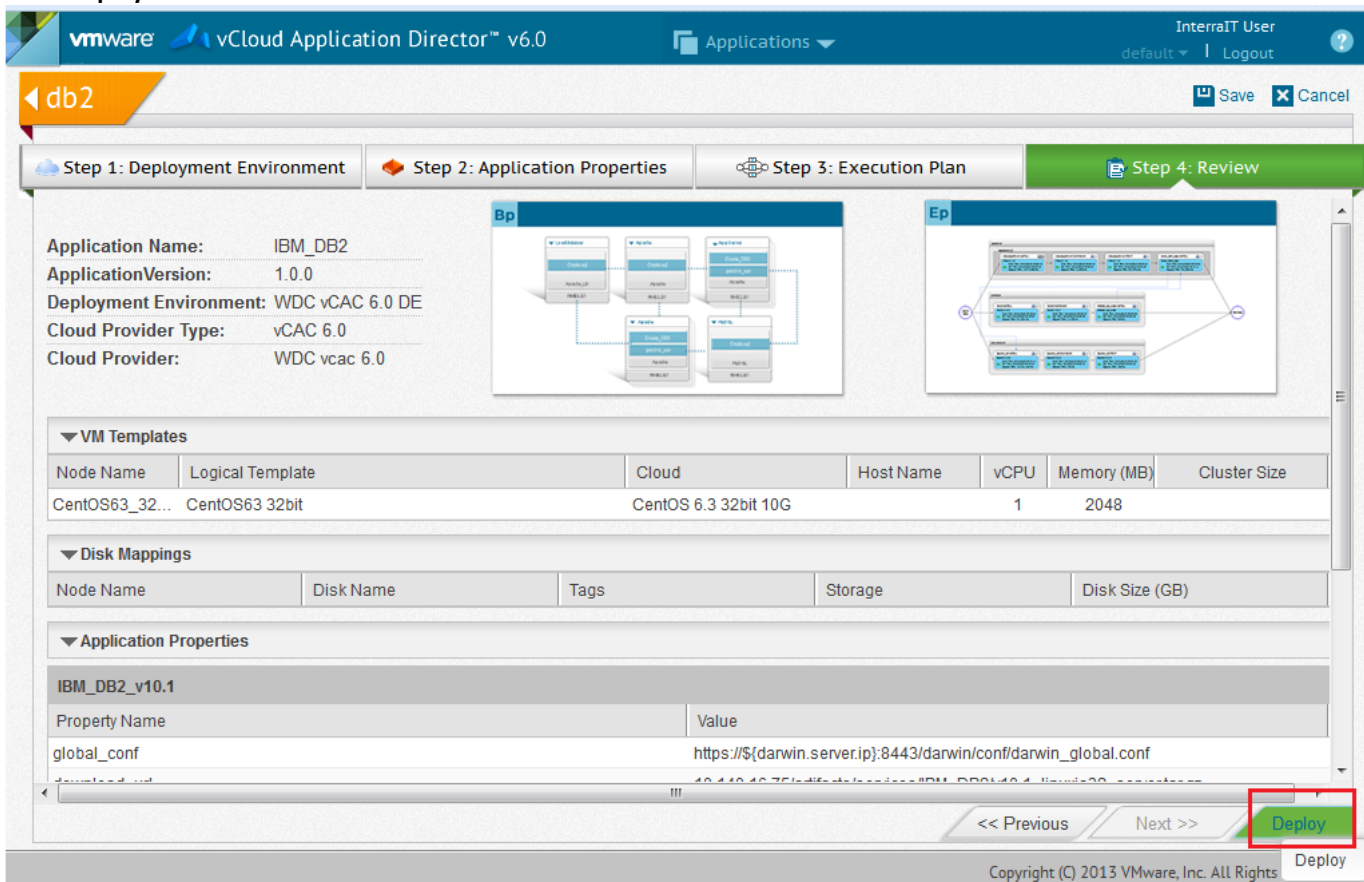 vmware vCloud Application Director™ v6.0
Applications
InterraIT User
default | Logout
?
db2
Save
Cancel
Step 1: Deployment Environment
Step 2: Application Properties
Step 3: Execution Plan
Step 4: Review
Application Name: IBM_DB2
ApplicationVersion: 1.0.0
Deployment Environment: WDC vCAC 6.0 DE
Cloud Provider Type: vCAC 6.0
Cloud Provider: WDC vcac 6.0
Bp
Ep
VM Templates
Node Name Logical Template Cloud Host Name vCPU Memory (MB) Cluster Size
CentOS63_32... CentOS63 32bit CentOS 6.3 32bit 10G 1 2048
Disk Mappings
Node Name Disk Name Tags Storage Disk Size (GB)
Application Properties
IBM_DB2_v10.1
Property Name Value
global_conf https://${darwin.server.ip}:8443/darwin/conf/darwin_global.conf
<< Previous
Next >>
Deploy
Deploy
Copyright (C) 2013 VMware, Inc. All Rights